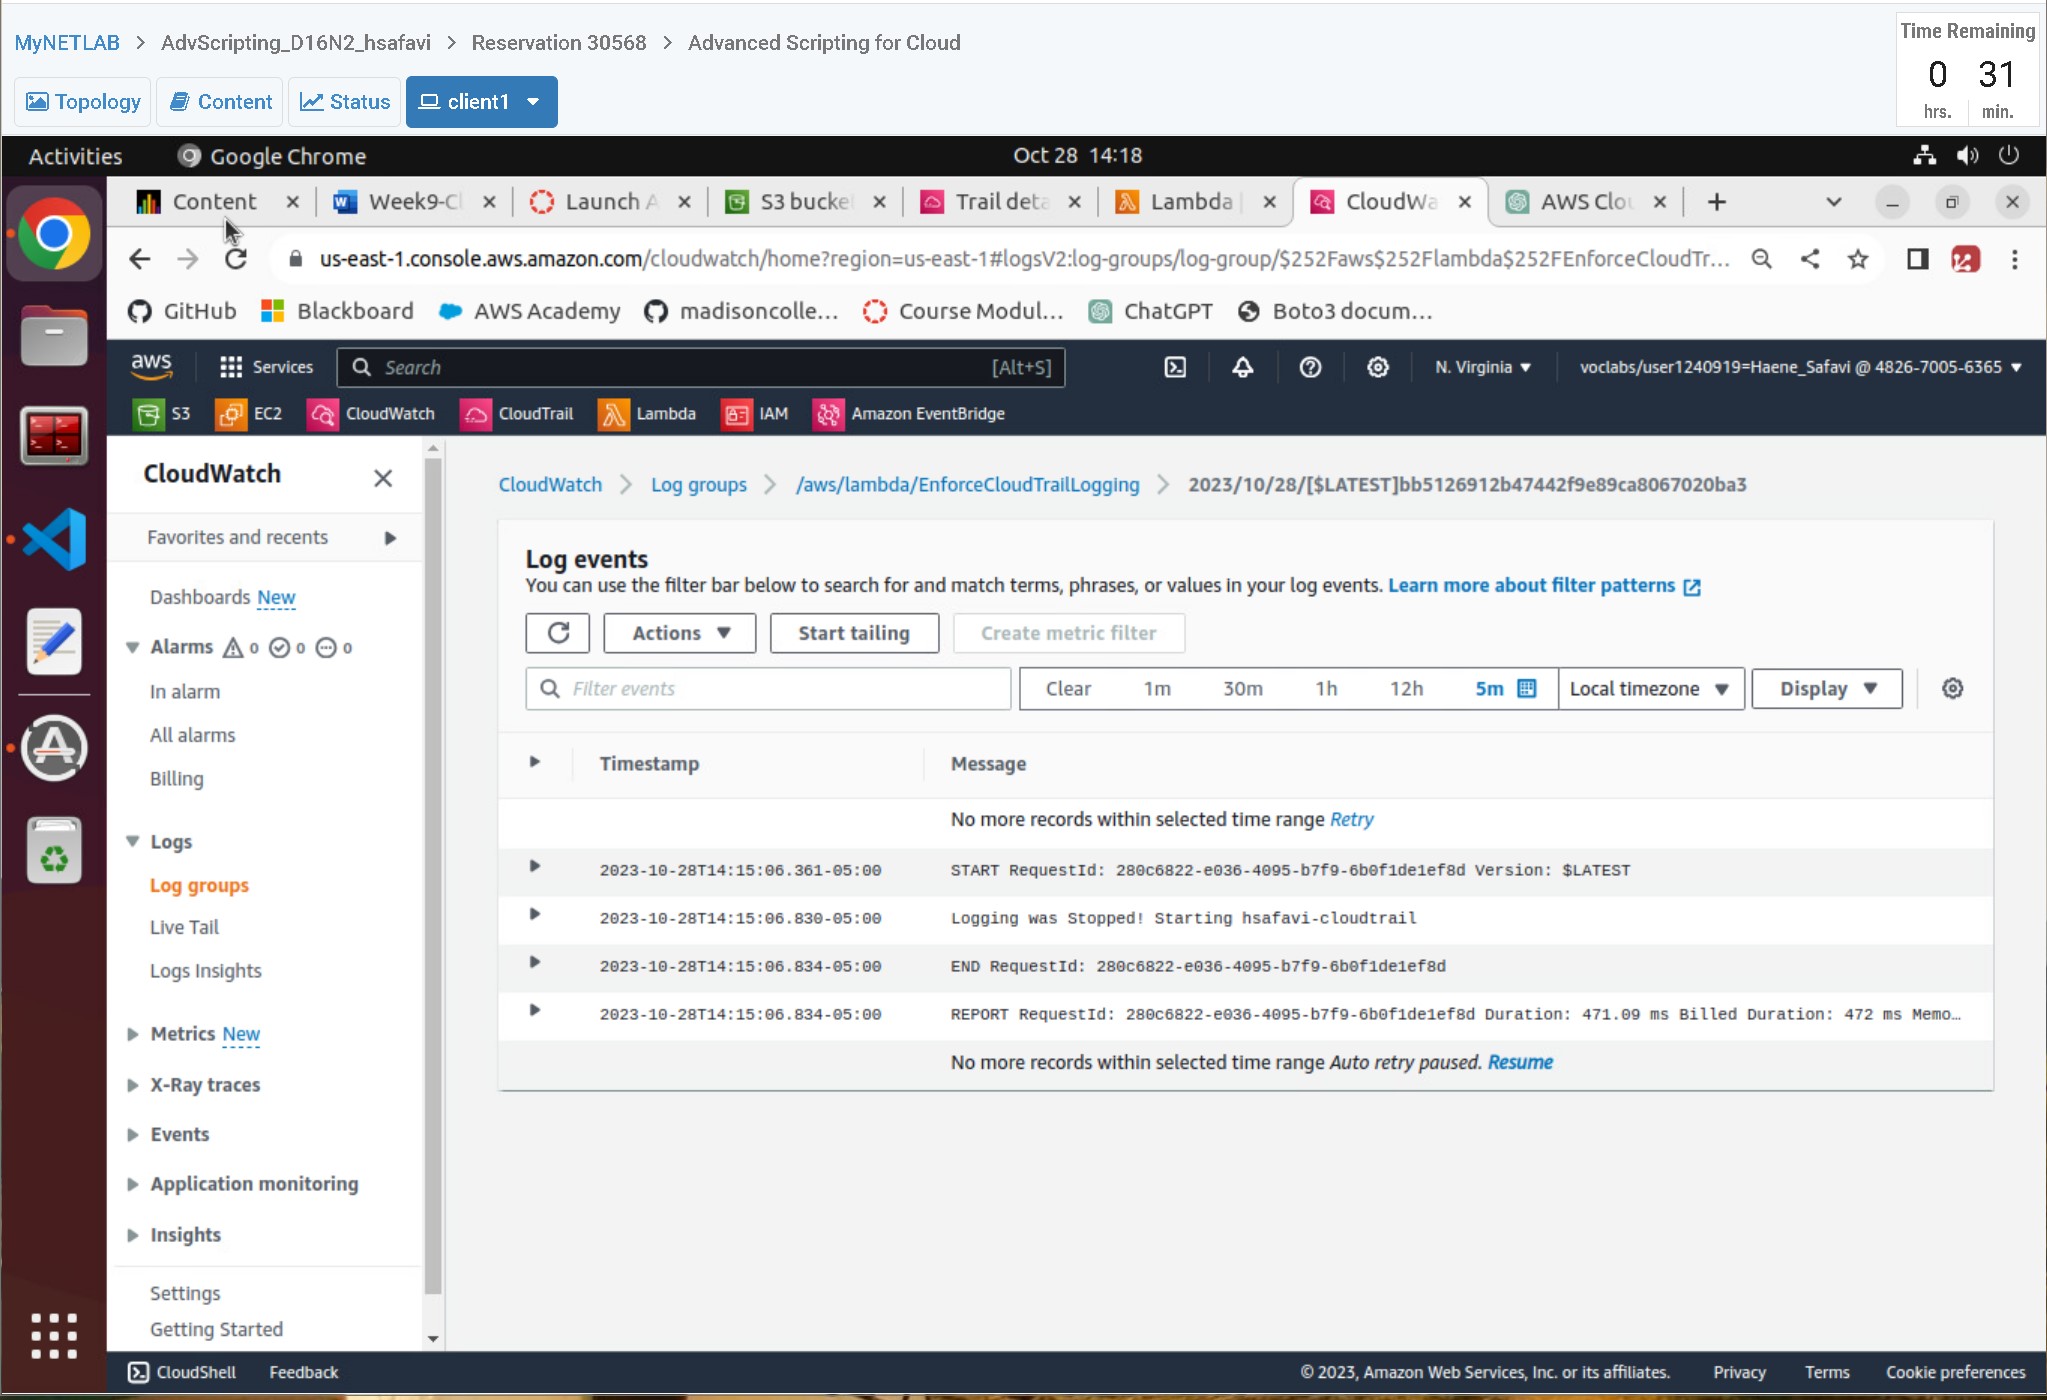 MyNETLAB > AdvScripting_D16N2_hsafavi > Reservation 30568 > Advanced Scripting for Cloud
Time Remaining
0 31
hrs. min.
Topology Content Status client1
Activities Google Chrome Oct 28 14:18
Content Week9-Cl Launch A S3 bucke Trail deta Lambda | CloudWa AWS Clou
us-east-1.console.aws.amazon.com/cloudwatch/home?region=us-east-1#logsV2:log-groups/log-group/$252Faws$252Flambda$252FEnforceCloudTr...
GitHub Blackboard AWS Academy madisoncolle... Course Modul... ChatGPT Boto3 docum...
aws Services Search [Alt+S] N. Virginia voclabs/user1240919=Haene_Safavi @ 4826-7005-6365
S3 EC2 CloudWatch CloudTrail Lambda IAM Amazon EventBridge
CloudWatch
Favorites and recents
Dashboards New
Alarms 0 0 0
In alarm
All alarms
Billing
Logs
Log groups
Live Tail
Logs Insights
Metrics New
X-Ray traces
Events
Application monitoring
Insights
Settings
Getting Started
CloudWatch > Log groups > /aws/lambda/EnforceCloudTrailLogging > 2023/10/28/[$LATEST]bb5126912b47442f9e89ca8067020ba3
Log events
You can use the filter bar below to search for and match terms, phrases, or values in your log events. Learn more about filter patterns
Actions Start tailing Create metric filter
Filter events Clear 1m 30m 1h 12h 5m Local timezone Display
Timestamp Message
No more records within selected time range Retry
2023-10-28T14:15:06.361-05:00 START RequestId: 280c6822-e036-4095-b7f9-6b0f1de1ef8d Version: $LATEST
2023-10-28T14:15:06.830-05:00 Logging was Stopped! Starting hsafavi-cloudtrail
2023-10-28T14:15:06.834-05:00 END RequestId: 280c6822-e036-4095-b7f9-6b0f1de1ef8d
2023-10-28T14:15:06.834-05:00 REPORT RequestId: 280c6822-e036-4095-b7f9-6b0f1de1ef8d Duration: 471.09 ms Billed Duration: 472 ms Memo…
No more records within selected time range Auto retry paused. Resume
CloudShell Feedback © 2023, Amazon Web Services, Inc. or its affiliates. Privacy Terms Cookie preferences